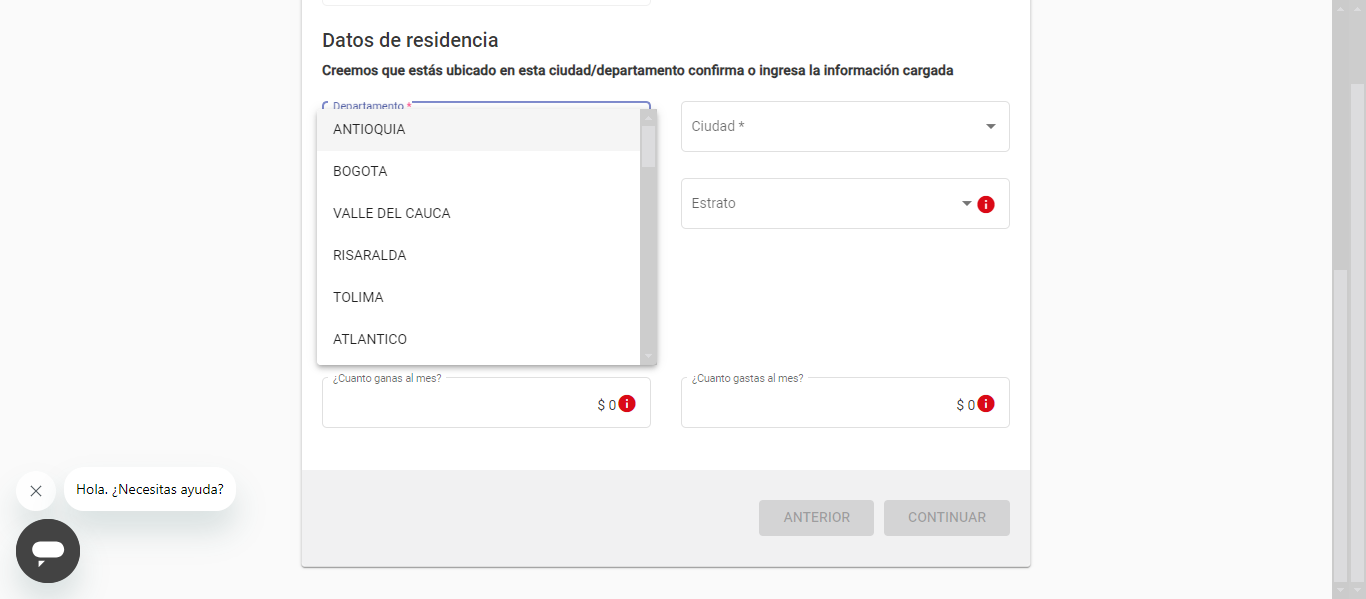 Datos de residencia
Creemos que estás ubicado en esta ciudad/departamento confirma o ingresa la información cargada
Departamento *
ANTIOQUIA
BOGOTA
VALLE DEL CAUCA
RISARALDA
TOLIMA
ATLANTICO
Ciudad *
Estrato
¿Cuanto ganas al mes?
$ 0
¿Cuanto gastas al mes?
$ 0
Hola. ¿Necesitas ayuda?
ANTERIOR
CONTINUAR